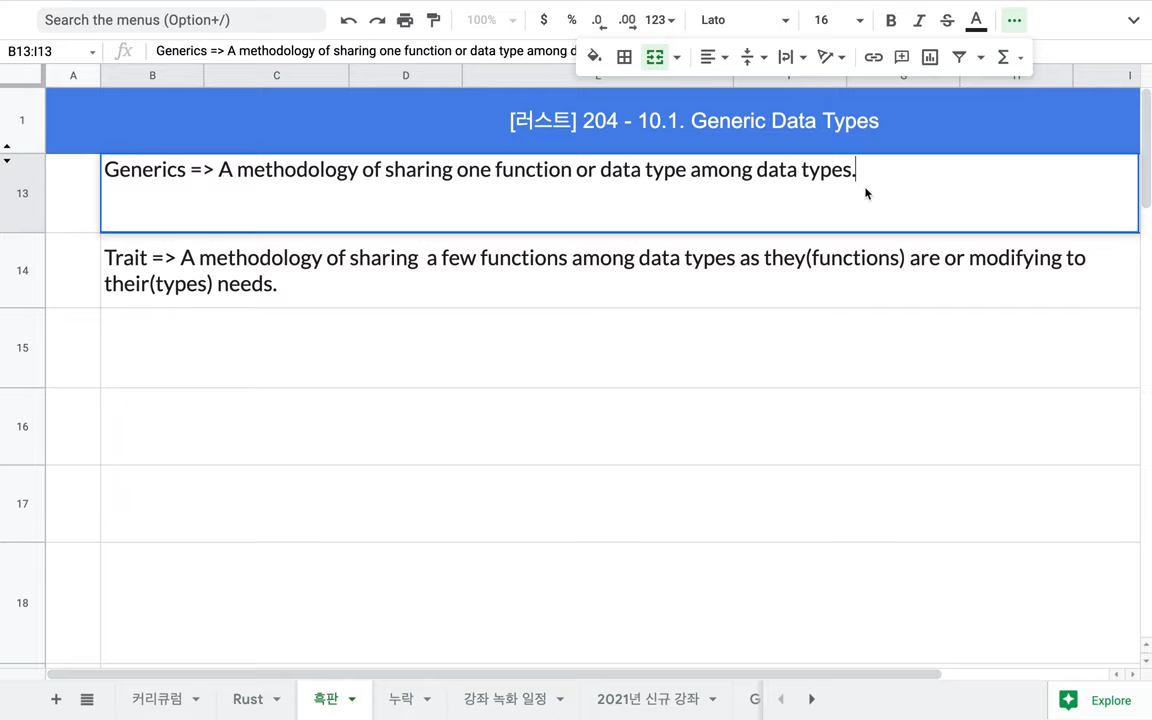 Search the menus (Option+/)
100%
$ % .0 .00 123
Lato
16
B I S A
B13:I13
fx
Generics => A methodology of sharing one function or data type among d
A B C D E F G H I
1
[러스트] 204 - 10.1. Generic Data Types
13
Generics => A methodology of sharing one function or data type among data types.
14
Trait => A methodology of sharing a few functions among data types as they(functions) are or modifying to
their(types) needs.
15
16
17
18
커리큘럼
Rust
흑판
누락
강좌 녹화 일정
2021년 신규 강좌
G
Explore